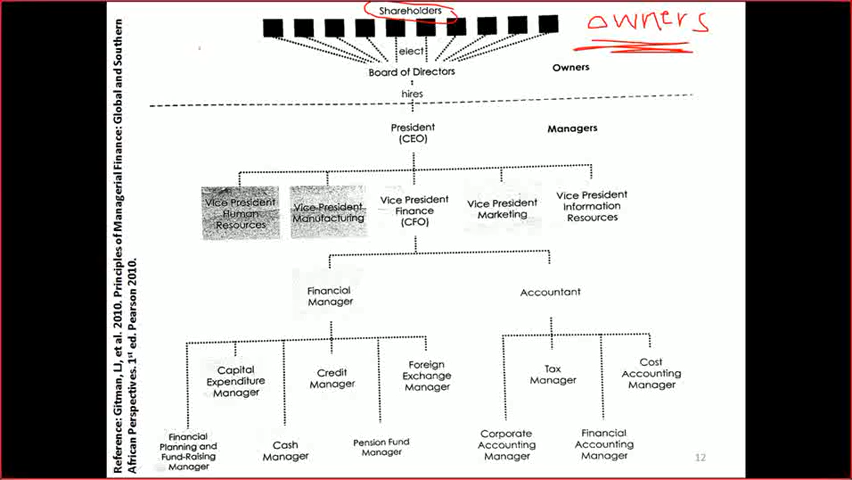 Shareholders
owners
elect
Board of Directors
Owners
hires
President
(CEO)
Managers
Vice President
Human
Resources
Vice President
Manufacturing
Vice President
Finance
(CFO)
Vice President
Marketing
Vice President
Information
Resources
Financial
Manager
Accountant
Capital
Expenditure
Manager
Credit
Manager
Foreign
Exchange
Manager
Tax
Manager
Cost
Accounting
Manager
Financial
Planning and
Fund-Raising
Manager
Cash
Manager
Pension Fund
Manager
Corporate
Accounting
Manager
Financial
Accounting
Manager
12
Reference: Gitman, LJ, et al. 2010. Principles of Managerial Finance: Global and Southern
African Perspectives. 1st ed. Pearson 2010.